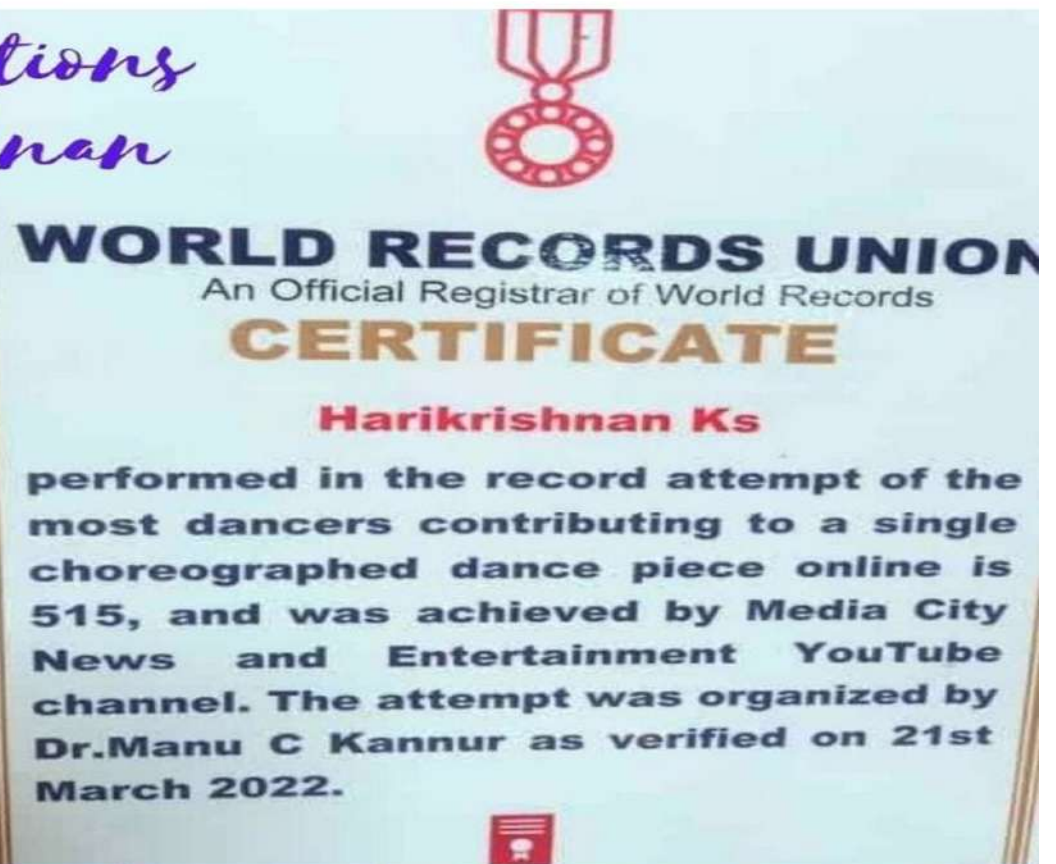 tions
nan
WORLD RECORDS UNION
An Official Registrar of World Records
CERTIFICATE
Harikrishnan Ks
performed in the record attempt of the
most dancers contributing to a single
choreographed dance piece online is
515, and was achieved by Media City
News and Entertainment YouTube
channel. The attempt was organized by
Dr.Manu C Kannur as verified on 21st
March 2022.